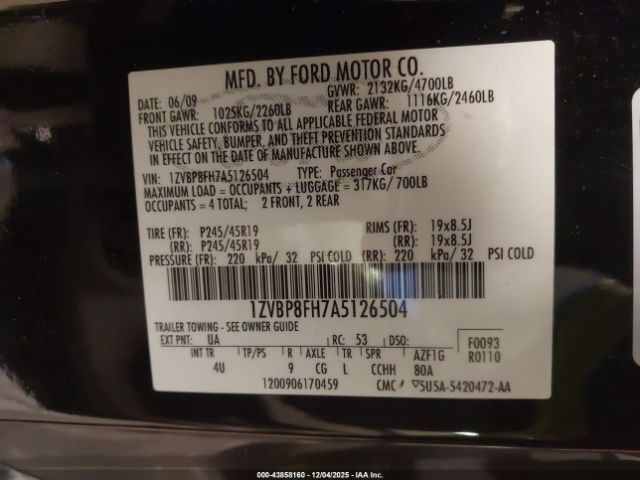 MFD. BY FORD MOTOR CO.
DATE: 06/09 GVWR: 2132KG/4700LB
FRONT GAWR: 1025KG/2260LB REAR GAWR: 1116KG/2460LB
THIS VEHICLE CONFORMS TO ALL APPLICABLE FEDERAL MOTOR
VEHICLE SAFETY, BUMPER, AND THEFT PREVENTION STANDARDS
IN EFFECT ON THE DATE OF MANUFACTURE SHOWN ABOVE.
VIN: 1ZVBP8FH7A5126504 TYPE: Passenger Car
MAXIMUM LOAD = OCCUPANTS + LUGGAGE = 317KG/ 700LB
OCCUPANTS = 4 TOTAL; 2 FRONT, 2 REAR
TIRE (FR): P245/45R19 RIMS (FR): 19x8.5J
(RR): P245/45R19 (RR): 19x8.5J
PRESSURE (FR): 220 kPa/ 32 PSI COLD (RR): 220 kPa/ 32 PSI COLD
1ZVBP8FH7A5126504
TRAILER TOWING - SEE OWNER GUIDE
EXT PNT: UA RC: 53 DSO: F0093
INT TR TP/PS R AXLE TR SPR AZF1G R0110
4U 9 CG L CCHH 80A
1200906170459 CMC 5U5A-5420472-AA
000-43858160 - 12/04/2025 - IAAI.COM